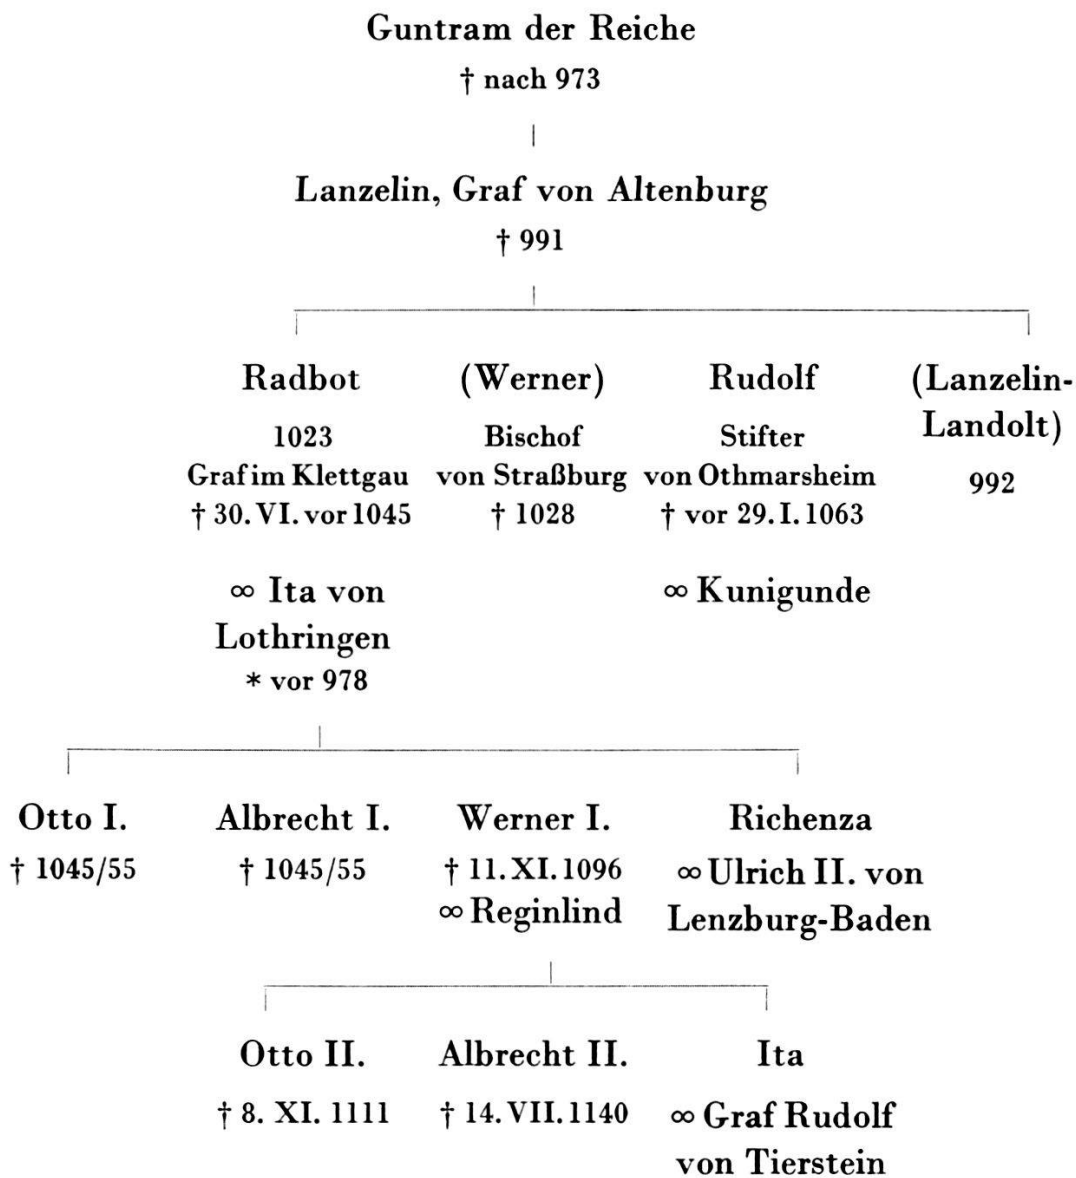 Guntram der Reiche
† nach 973
Lanzelin, Graf von Altenburg
† 991
Radbot
1023
Graf im Klettgau
† 30. VI. vor 1045
∞ Ita von
Lothringen
* vor 978
(Werner)
Bischof
von Straßburg
† 1028
Rudolf
Stifter
von Othmarsheim
† vor 29. I. 1063
∞ Kunigunde
(Lanzelin-
Landolt)
992
Otto I.
† 1045/55
Albrecht I.
† 1045/55
Werner I.
† 11. XI. 1096
∞ Reginlind
Richenza
∞ Ulrich II. von
Lenzburg-Baden
Otto II.
† 8. XI. 1111
Albrecht II.
† 14. VII. 1140
Ita
∞ Graf Rudolf
von Tierstein